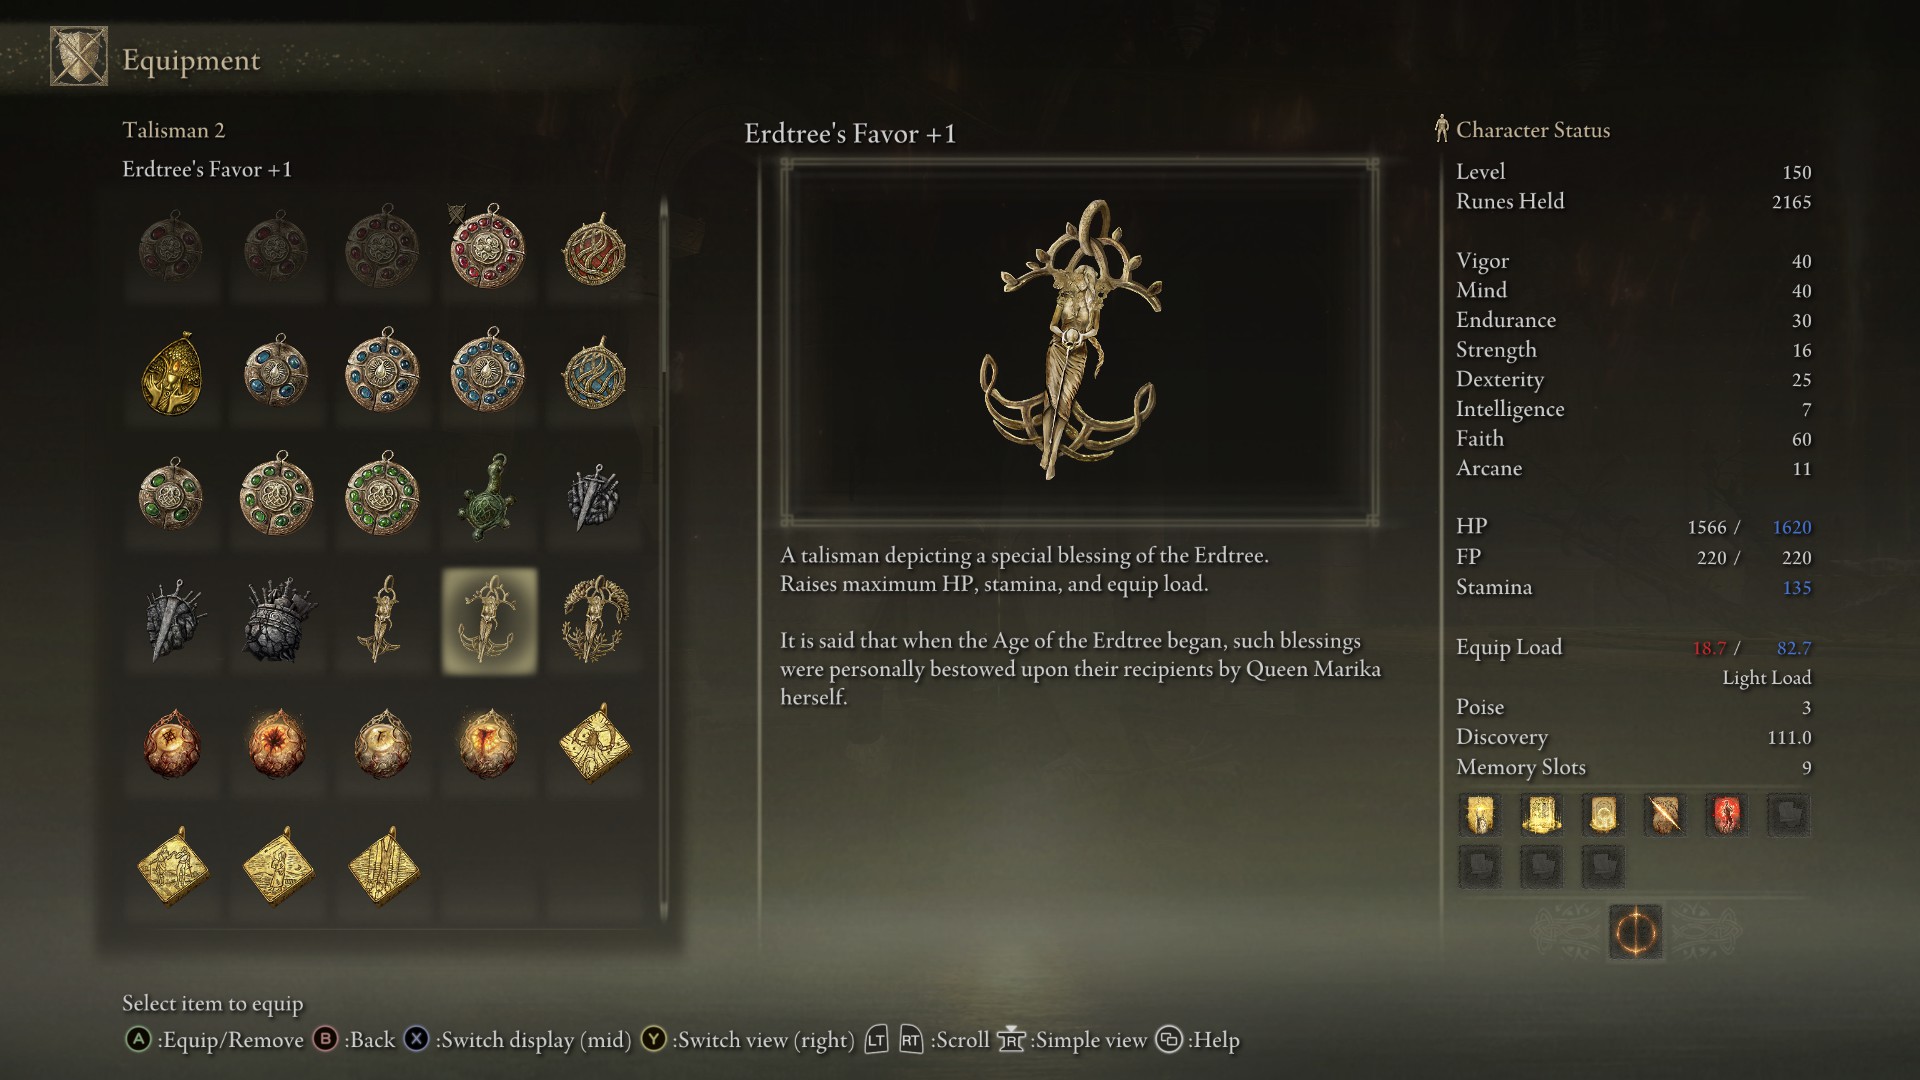 Equipment
Talisman 2
Erdtree's Favor +1
Erdtree's Favor +1
A talisman depicting a special blessing of the Erdtree.
Raises maximum HP, stamina, and equip load.
It is said that when the Age of the Erdtree began, such blessings
were personally bestowed upon their recipients by Queen Marika
herself.
Character Status
Level 150
Runes Held 2165
Vigor 40
Mind 40
Endurance 30
Strength 16
Dexterity 25
Intelligence 7
Faith 60
Arcane 11
HP 1566 / 1620
FP 220 / 220
Stamina 135
Equip Load 18.7 / 82.7
Light Load
Poise 3
Discovery 111.0
Memory Slots 9
Select item to equip
A :Equip/Remove B :Back X :Switch display (mid) Y :Switch view (right) LT RT :Scroll R :Simple view :Help